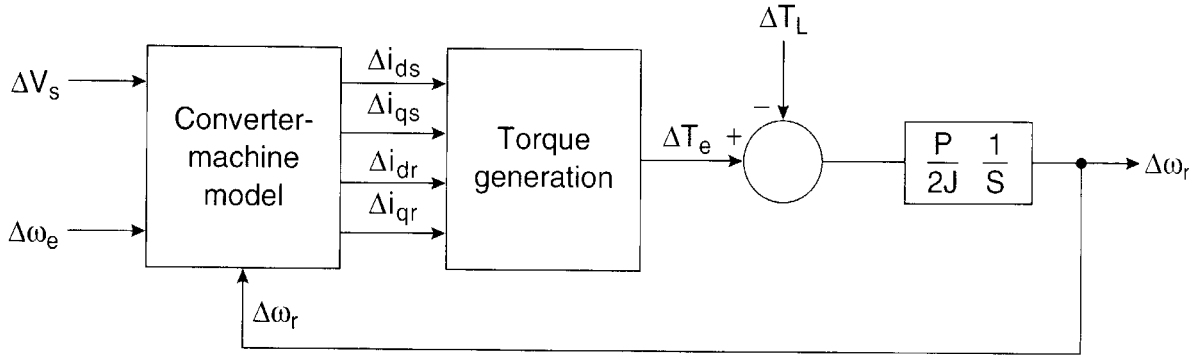 ΔT_L
ΔV_s
Δω_e
Converter-
machine
model
Δi_ds
Δi_qs
Δi_dr
Δi_qr
Torque
generation
ΔT_e
+
−
P
2J
1
S
Δω_r
Δω_r